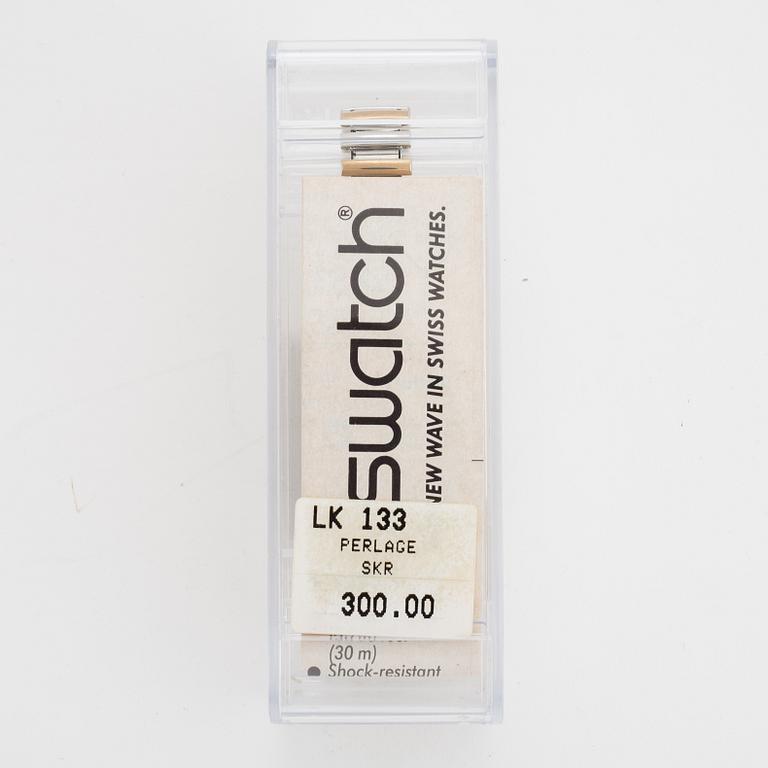 swatch®
NEW WAVE IN SWISS WATCHES.
LK 133
PERLAGE
SKR
300.00
(30 m)
● Shock-resistant